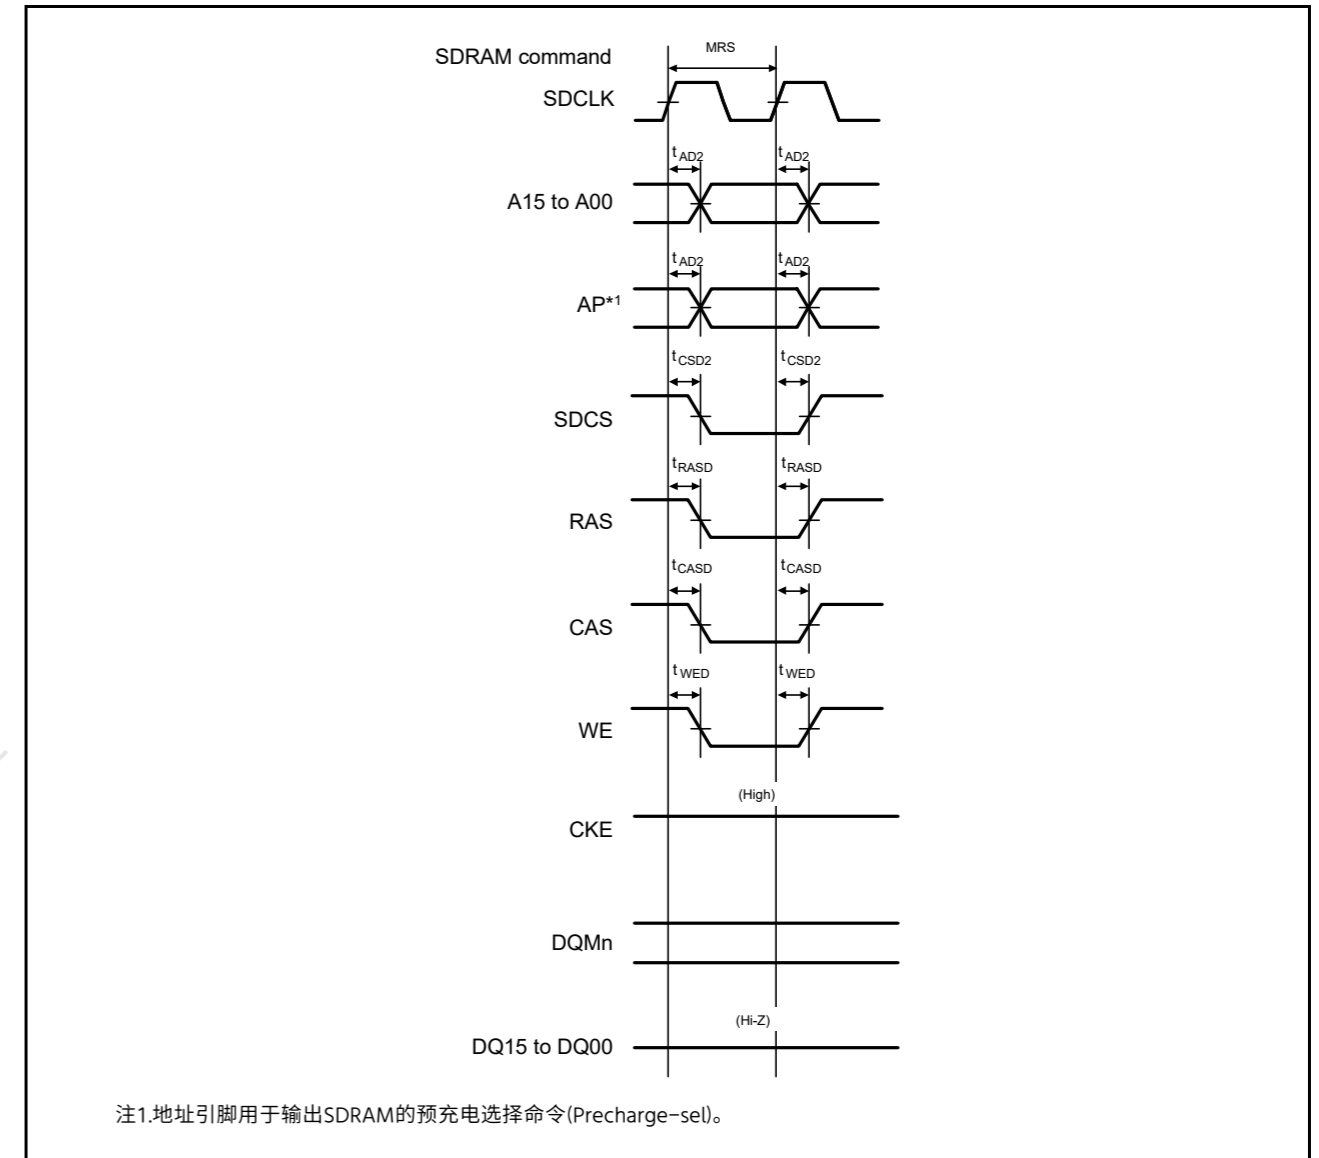 MRS
SDRAM command
SDCLK
tAD2 tAD2
A15 to A00
tAD2 tAD2
AP*1
tCSD2 tCSD2
SDCS
tRASD tRASD
RAS
tCASD tCASD
CAS
tWED tWED
WE
(High)
CKE
DQMn
(Hi-Z)
DQ15 to DQ00
注1.地址引脚用于输出SDRAM的预充电选择命令(Precharge-sel)。